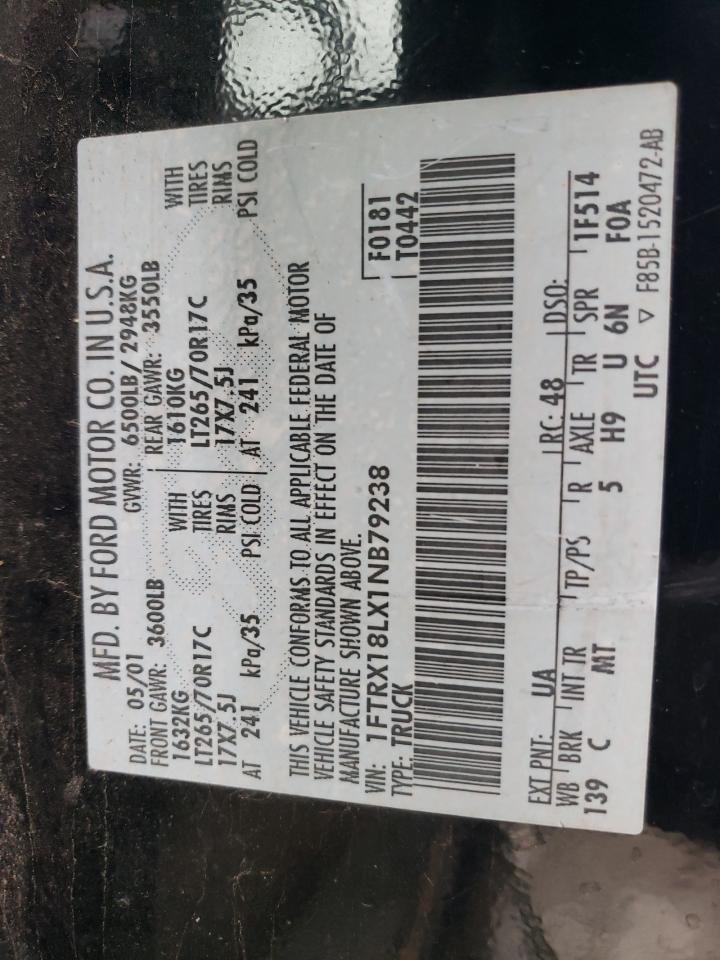 MFD. BY FORD MOTOR CO. IN U.S.A.
DATE: 05/01 GVWR: 6500LB/ 2948KG
FRONT GAWR: 3600LB REAR GAWR: 3550LB
1632KG WITH 1610KG WITH
LT265/70R17C TIRES LT265/70R17C TIRES
17X7.5J RIMS 17X7.5J RIMS
AT 241 kPa/35 PSI COLD AT 241 kPa/35 PSI COLD
THIS VEHICLE CONFORMS TO ALL APPLICABLE FEDERAL MOTOR
VEHICLE SAFETY STANDARDS IN EFFECT ON THE DATE OF
MANUFACTURE SHOWN ABOVE.
VIN: 1FTRX18LX1NB79238 F0181
TYPE: TRUCK T0442
EXT PNT: UA RC: 48 DSO:
WB BRK INT TR TP/PS R AXLE TR SPR 1F514
139 C MT 5 H9 U 6N F0A
UTC ▽ F85B-1520472-AB